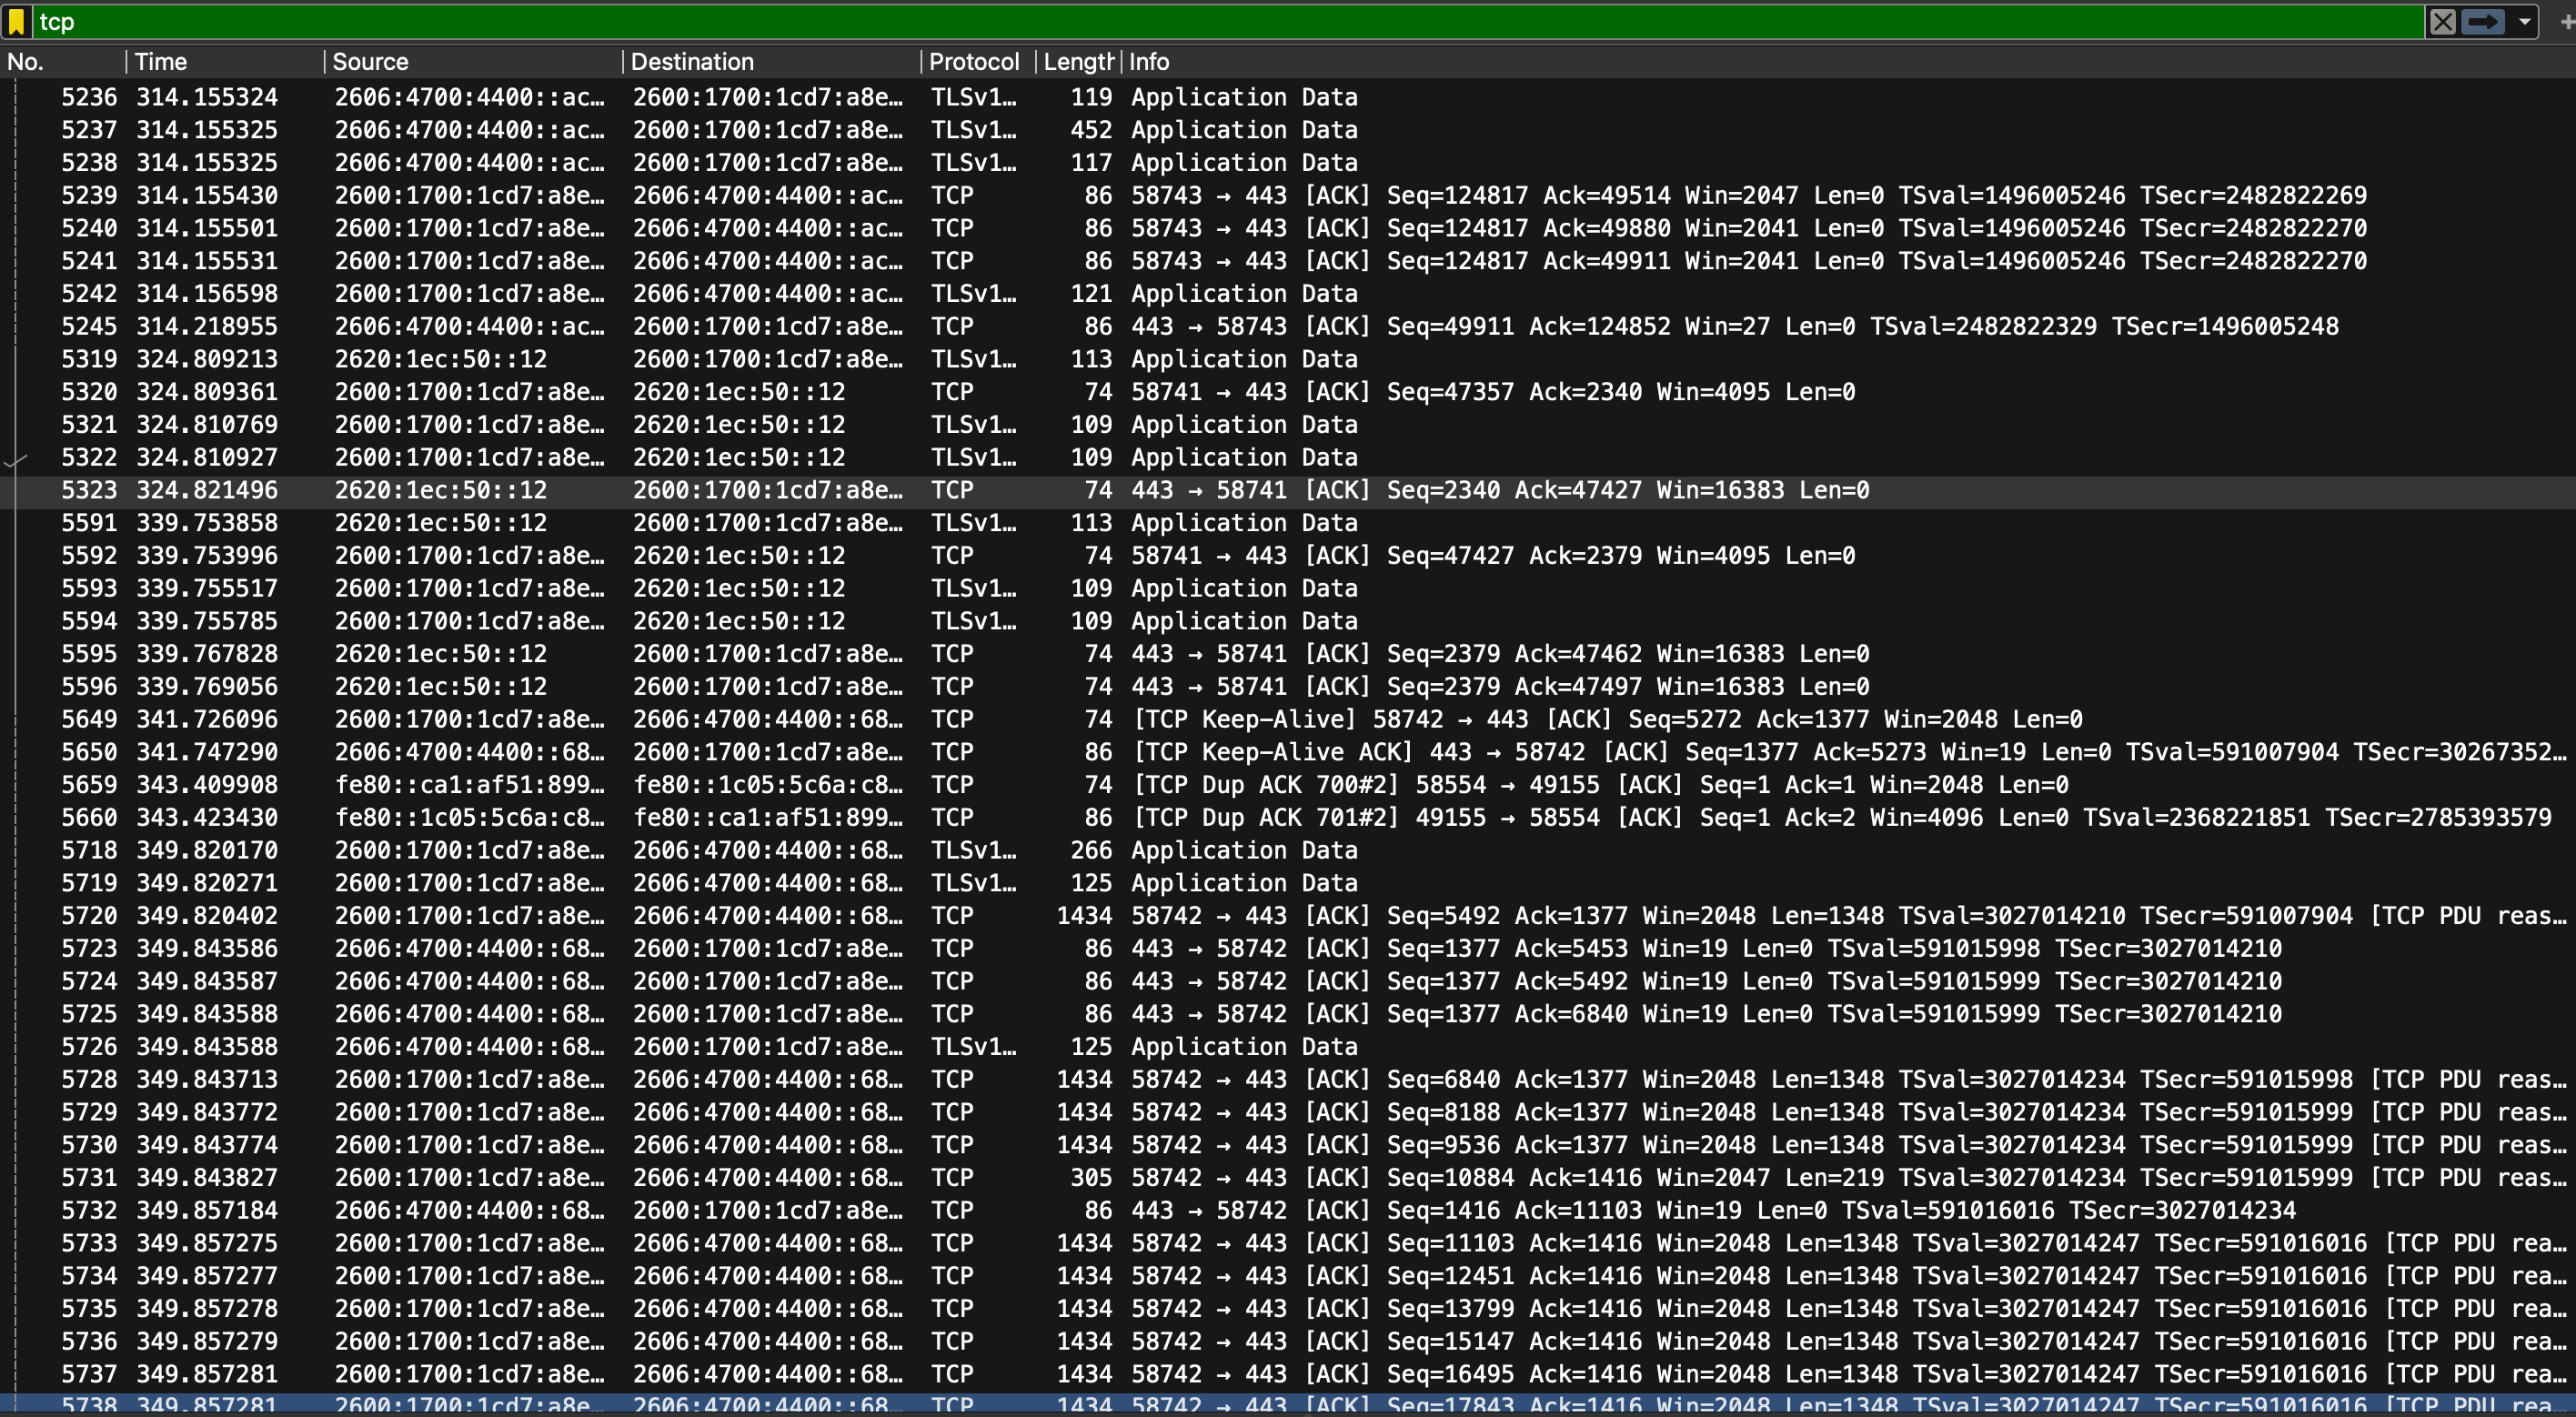 tcp
No. Time Source Destination Protocol Length Info
5236 314.155324 2606:4700:4400::ac… 2600:1700:1cd7:a8e… TLSv1… 119 Application Data
5237 314.155325 2606:4700:4400::ac… 2600:1700:1cd7:a8e… TLSv1… 452 Application Data
5238 314.155325 2606:4700:4400::ac… 2600:1700:1cd7:a8e… TLSv1… 117 Application Data
5239 314.155430 2600:1700:1cd7:a8e… 2606:4700:4400::ac… TCP 86 58743 → 443 [ACK] Seq=124817 Ack=49514 Win=2047 Len=0 TSval=1496005246 TSecr=2482822269
5240 314.155501 2600:1700:1cd7:a8e… 2606:4700:4400::ac… TCP 86 58743 → 443 [ACK] Seq=124817 Ack=49880 Win=2041 Len=0 TSval=1496005246 TSecr=2482822270
5241 314.155531 2600:1700:1cd7:a8e… 2606:4700:4400::ac… TCP 86 58743 → 443 [ACK] Seq=124817 Ack=49911 Win=2041 Len=0 TSval=1496005246 TSecr=2482822270
5242 314.156598 2600:1700:1cd7:a8e… 2606:4700:4400::ac… TLSv1… 121 Application Data
5245 314.218955 2606:4700:4400::ac… 2600:1700:1cd7:a8e… TCP 86 443 → 58743 [ACK] Seq=49911 Ack=124852 Win=27 Len=0 TSval=2482822329 TSecr=1496005248
5319 324.809213 2620:1ec:50::12 2600:1700:1cd7:a8e… TLSv1… 113 Application Data
5320 324.809361 2600:1700:1cd7:a8e… 2620:1ec:50::12 TCP 74 58741 → 443 [ACK] Seq=47357 Ack=2340 Win=4095 Len=0
5321 324.810769 2600:1700:1cd7:a8e… 2620:1ec:50::12 TLSv1… 109 Application Data
5322 324.810927 2600:1700:1cd7:a8e… 2620:1ec:50::12 TLSv1… 109 Application Data
5323 324.821496 2620:1ec:50::12 2600:1700:1cd7:a8e… TCP 74 443 → 58741 [ACK] Seq=2340 Ack=47427 Win=16383 Len=0
5591 339.753858 2620:1ec:50::12 2600:1700:1cd7:a8e… TLSv1… 113 Application Data
5592 339.753996 2600:1700:1cd7:a8e… 2620:1ec:50::12 TCP 74 58741 → 443 [ACK] Seq=47427 Ack=2379 Win=4095 Len=0
5593 339.755517 2600:1700:1cd7:a8e… 2620:1ec:50::12 TLSv1… 109 Application Data
5594 339.755785 2600:1700:1cd7:a8e… 2620:1ec:50::12 TLSv1… 109 Application Data
5595 339.767828 2620:1ec:50::12 2600:1700:1cd7:a8e… TCP 74 443 → 58741 [ACK] Seq=2379 Ack=47462 Win=16383 Len=0
5596 339.769056 2620:1ec:50::12 2600:1700:1cd7:a8e… TCP 74 443 → 58741 [ACK] Seq=2379 Ack=47497 Win=16383 Len=0
5649 341.726096 2600:1700:1cd7:a8e… 2606:4700:4400::68… TCP 74 [TCP Keep-Alive] 58742 → 443 [ACK] Seq=5272 Ack=1377 Win=2048 Len=0
5650 341.747290 2606:4700:4400::68… 2600:1700:1cd7:a8e… TCP 86 [TCP Keep-Alive ACK] 443 → 58742 [ACK] Seq=1377 Ack=5273 Win=19 Len=0 TSval=591007904 TSecr=30267352…
5659 343.409908 fe80::ca1:af51:899… fe80::1c05:5c6a:c8… TCP 74 [TCP Dup ACK 700#2] 58554 → 49155 [ACK] Seq=1 Ack=1 Win=2048 Len=0
5660 343.423430 fe80::1c05:5c6a:c8… fe80::ca1:af51:899… TCP 86 [TCP Dup ACK 701#2] 49155 → 58554 [ACK] Seq=1 Ack=2 Win=4096 Len=0 TSval=2368221851 TSecr=2785393579
5718 349.820170 2600:1700:1cd7:a8e… 2606:4700:4400::68… TLSv1… 266 Application Data
5719 349.820271 2600:1700:1cd7:a8e… 2606:4700:4400::68… TLSv1… 125 Application Data
5720 349.820402 2600:1700:1cd7:a8e… 2606:4700:4400::68… TCP 1434 58742 → 443 [ACK] Seq=5492 Ack=1377 Win=2048 Len=1348 TSval=3027014210 TSecr=591007904 [TCP PDU reas…
5723 349.843586 2606:4700:4400::68… 2600:1700:1cd7:a8e… TCP 86 443 → 58742 [ACK] Seq=1377 Ack=5453 Win=19 Len=0 TSval=591015998 TSecr=3027014210
5724 349.843587 2606:4700:4400::68… 2600:1700:1cd7:a8e… TCP 86 443 → 58742 [ACK] Seq=1377 Ack=5492 Win=19 Len=0 TSval=591015999 TSecr=3027014210
5725 349.843588 2606:4700:4400::68… 2600:1700:1cd7:a8e… TCP 86 443 → 58742 [ACK] Seq=1377 Ack=6840 Win=19 Len=0 TSval=591015999 TSecr=3027014210
5726 349.843588 2606:4700:4400::68… 2600:1700:1cd7:a8e… TLSv1… 125 Application Data
5728 349.843713 2600:1700:1cd7:a8e… 2606:4700:4400::68… TCP 1434 58742 → 443 [ACK] Seq=6840 Ack=1377 Win=2048 Len=1348 TSval=3027014234 TSecr=591015998 [TCP PDU reas…
5729 349.843772 2600:1700:1cd7:a8e… 2606:4700:4400::68… TCP 1434 58742 → 443 [ACK] Seq=8188 Ack=1377 Win=2048 Len=1348 TSval=3027014234 TSecr=591015999 [TCP PDU reas…
5730 349.843774 2600:1700:1cd7:a8e… 2606:4700:4400::68… TCP 1434 58742 → 443 [ACK] Seq=9536 Ack=1377 Win=2048 Len=1348 TSval=3027014234 TSecr=591015999 [TCP PDU reas…
5731 349.843827 2600:1700:1cd7:a8e… 2606:4700:4400::68… TCP 305 58742 → 443 [ACK] Seq=10884 Ack=1416 Win=2047 Len=219 TSval=3027014234 TSecr=591015999 [TCP PDU reas…
5732 349.857184 2606:4700:4400::68… 2600:1700:1cd7:a8e… TCP 86 443 → 58742 [ACK] Seq=1416 Ack=11103 Win=19 Len=0 TSval=591016016 TSecr=3027014234
5733 349.857275 2600:1700:1cd7:a8e… 2606:4700:4400::68… TCP 1434 58742 → 443 [ACK] Seq=11103 Ack=1416 Win=2048 Len=1348 TSval=3027014247 TSecr=591016016 [TCP PDU rea…
5734 349.857277 2600:1700:1cd7:a8e… 2606:4700:4400::68… TCP 1434 58742 → 443 [ACK] Seq=12451 Ack=1416 Win=2048 Len=1348 TSval=3027014247 TSecr=591016016 [TCP PDU rea…
5735 349.857278 2600:1700:1cd7:a8e… 2606:4700:4400::68… TCP 1434 58742 → 443 [ACK] Seq=13799 Ack=1416 Win=2048 Len=1348 TSval=3027014247 TSecr=591016016 [TCP PDU rea…
5736 349.857279 2600:1700:1cd7:a8e… 2606:4700:4400::68… TCP 1434 58742 → 443 [ACK] Seq=15147 Ack=1416 Win=2048 Len=1348 TSval=3027014247 TSecr=591016016 [TCP PDU rea…
5737 349.857281 2600:1700:1cd7:a8e… 2606:4700:4400::68… TCP 1434 58742 → 443 [ACK] Seq=16495 Ack=1416 Win=2048 Len=1348 TSval=3027014247 TSecr=591016016 [TCP PDU rea…
5738 349.857281 2600:1700:1cd7:a8e… 2606:4700:4400::68… TCP 1434 58742 → 443 [ACK] Seq=17843 Ack=1416 Win=2048 Len=1348 TSval=3027014247 TSecr=591016016 [TCP PDU rea…